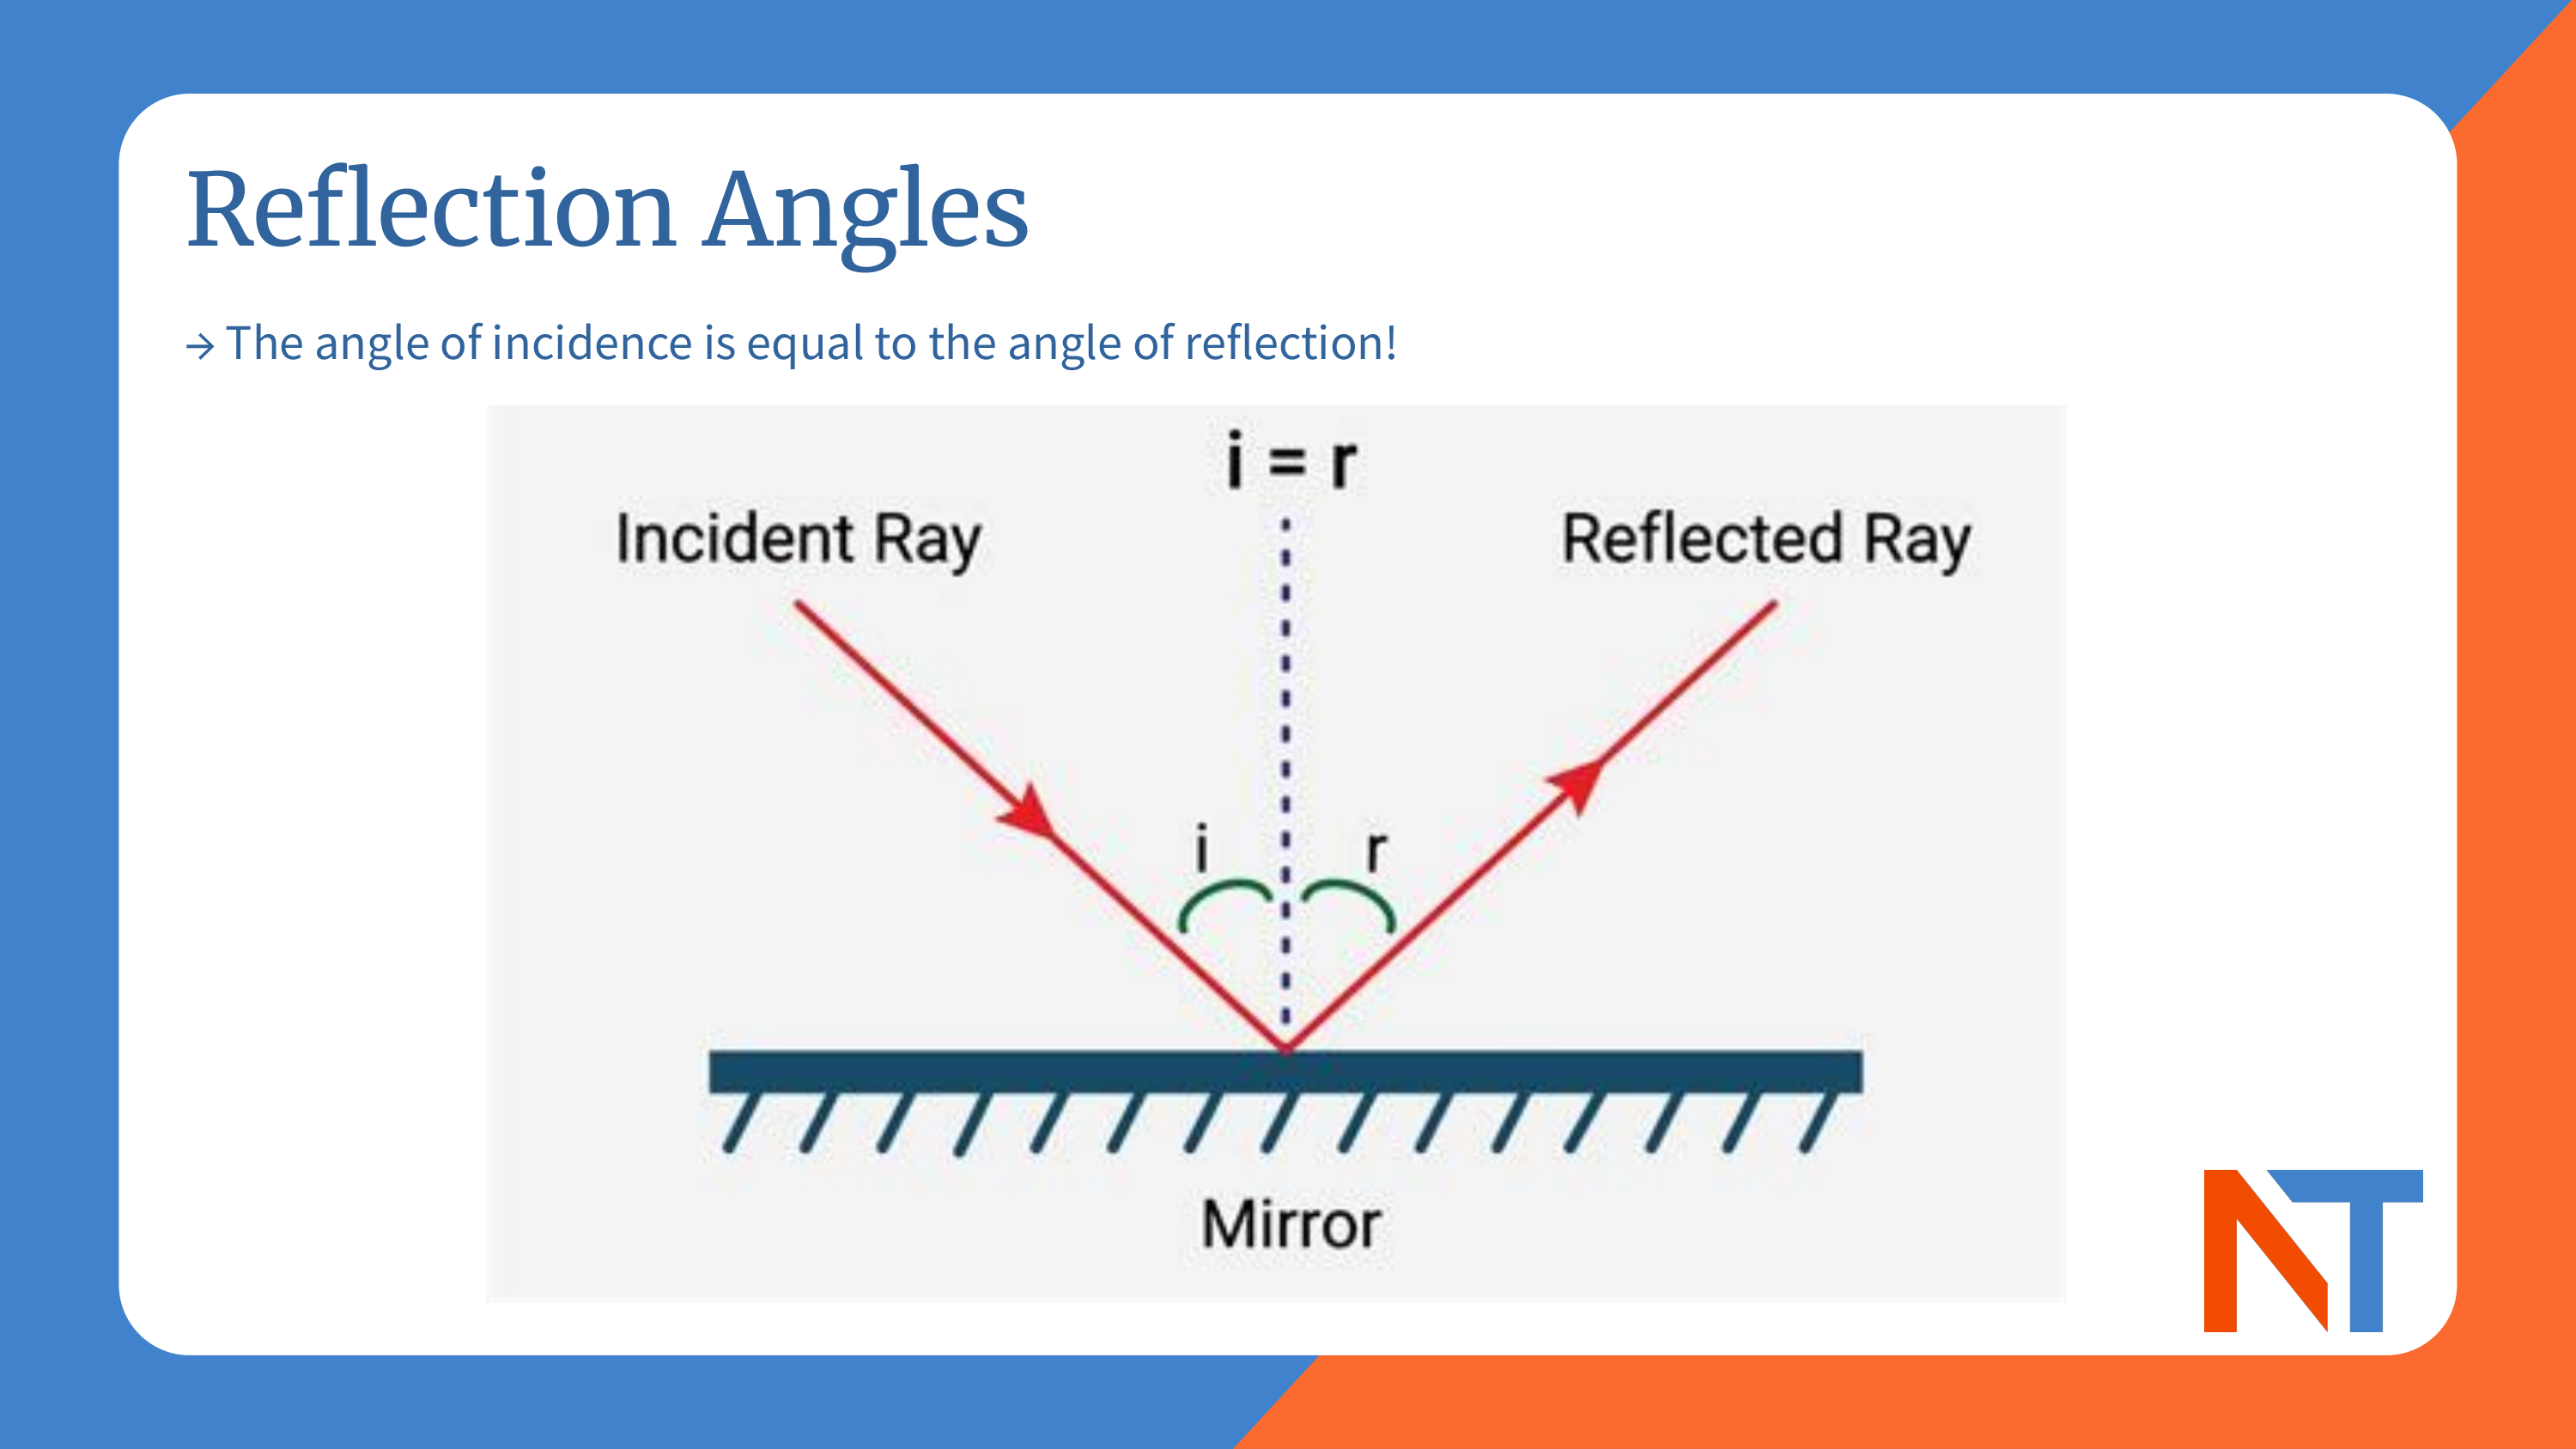 Reflection Angles
→ The angle of incidence is equal to the angle of reflection!
i = r
Incident Ray
Reflected Ray
i
r
Mirror
NT